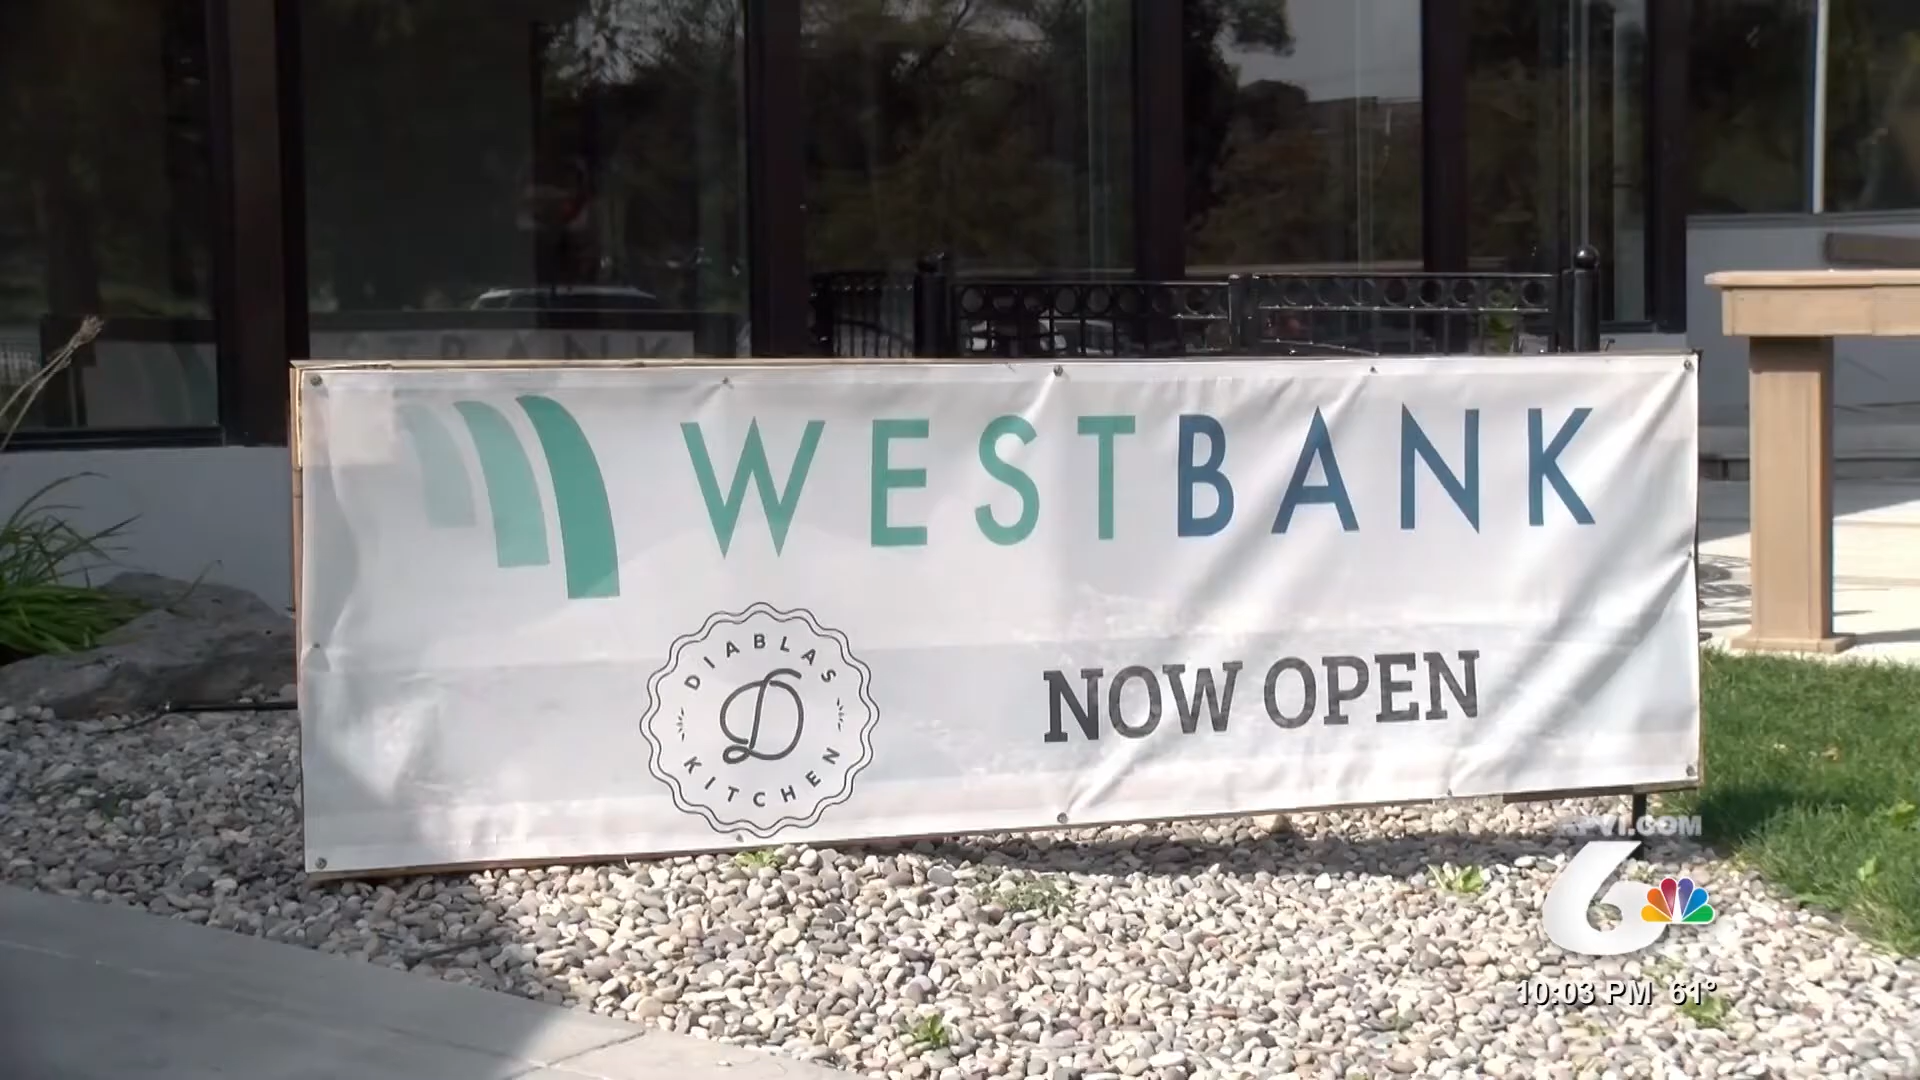 WESTBANK
DIABLAS
D
KITCHEN
NOW OPEN
KPVI.COM
6
10:03 PM 61°